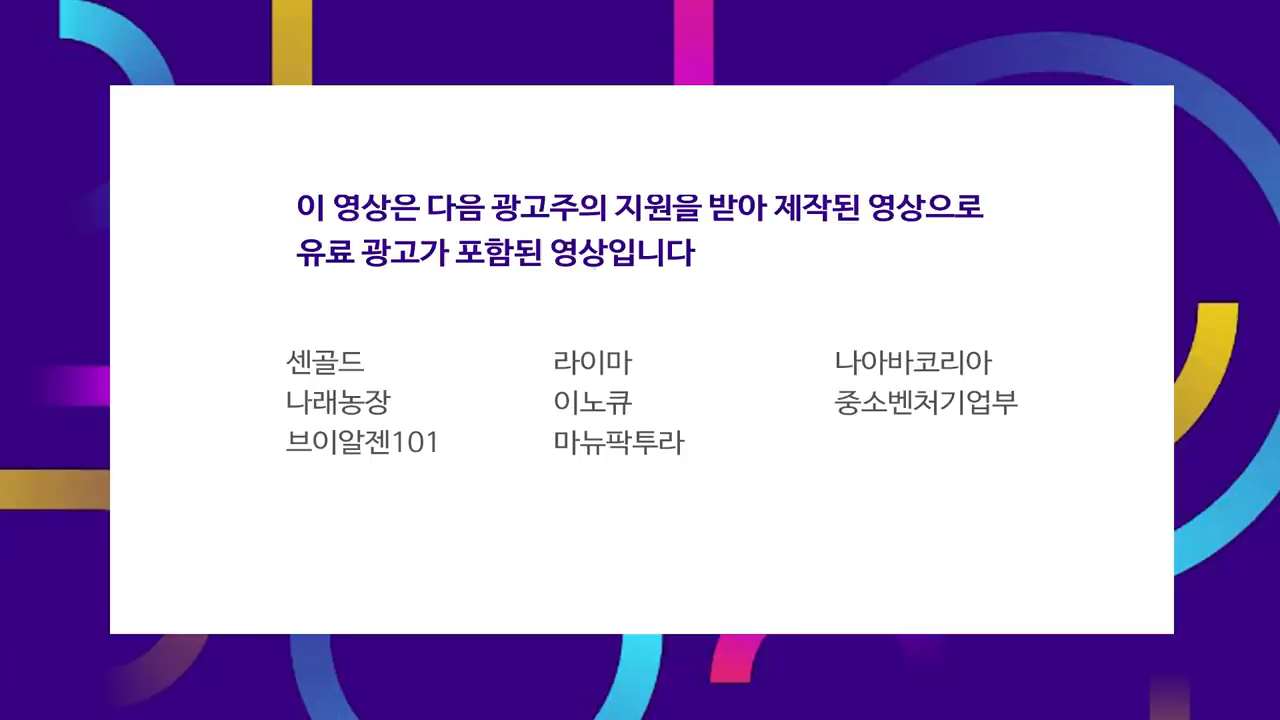 이 영상은 다음 광고주의 지원을 받아 제작된 영상으로
유료 광고가 포함된 영상입니다
센골드 라이마 나아바코리아
나래농장 이노큐 중소벤처기업부
브이알젠101 마뉴팍투라